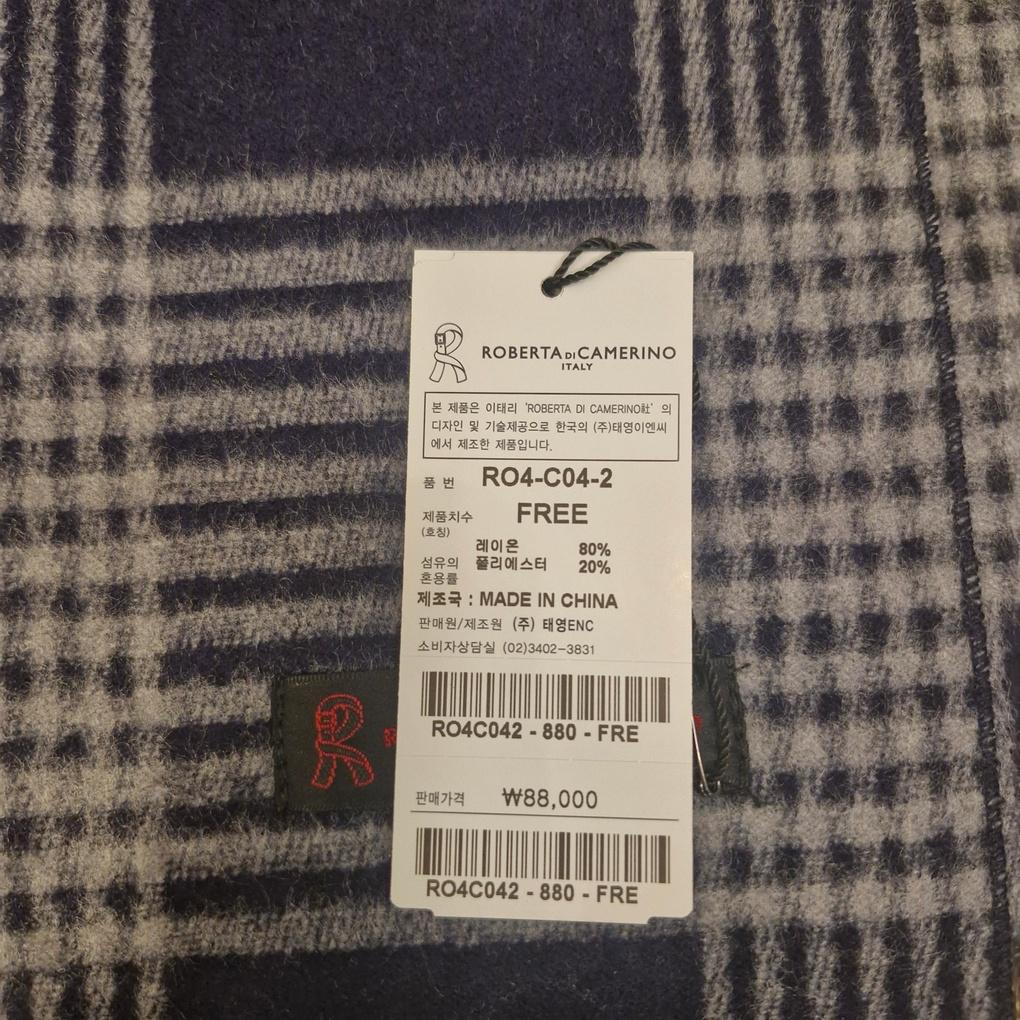 ROBERTA DI CAMERINO
ITALY
본 제품은 이태리 'ROBERTA DI CAMERINO社' 의
디자인 및 기술제공으로 한국의 (주)태영이엔씨
에서 제조한 제품입니다.
품 번 RO4-C04-2
제품치수 FREE
(호칭)
레이온 80%
섬유의 폴리에스터 20%
혼용률
제조국 : MADE IN CHINA
판매원/제조원 (주) 태영ENC
소비자상담실 (02)3402-3831
RO4C042 - 880 - FRE
판매가격 ₩88,000
RO4C042 - 880 - FRE